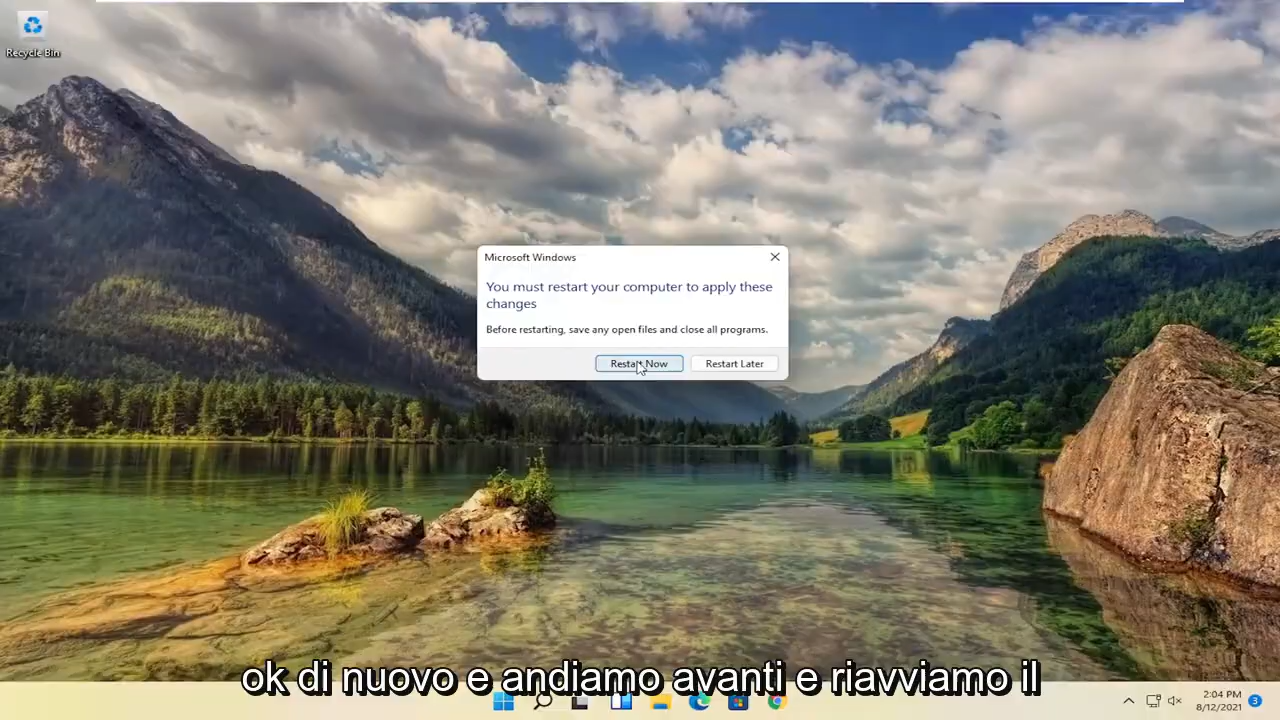 Recycle Bin
Microsoft Windows
You must restart your computer to apply these
changes
Before restarting, save any open files and close all programs.
Restart Now
Restart Later
ok di nuovo e andiamo avanti e riavviamo il
2:04 PM
8/12/2021
3